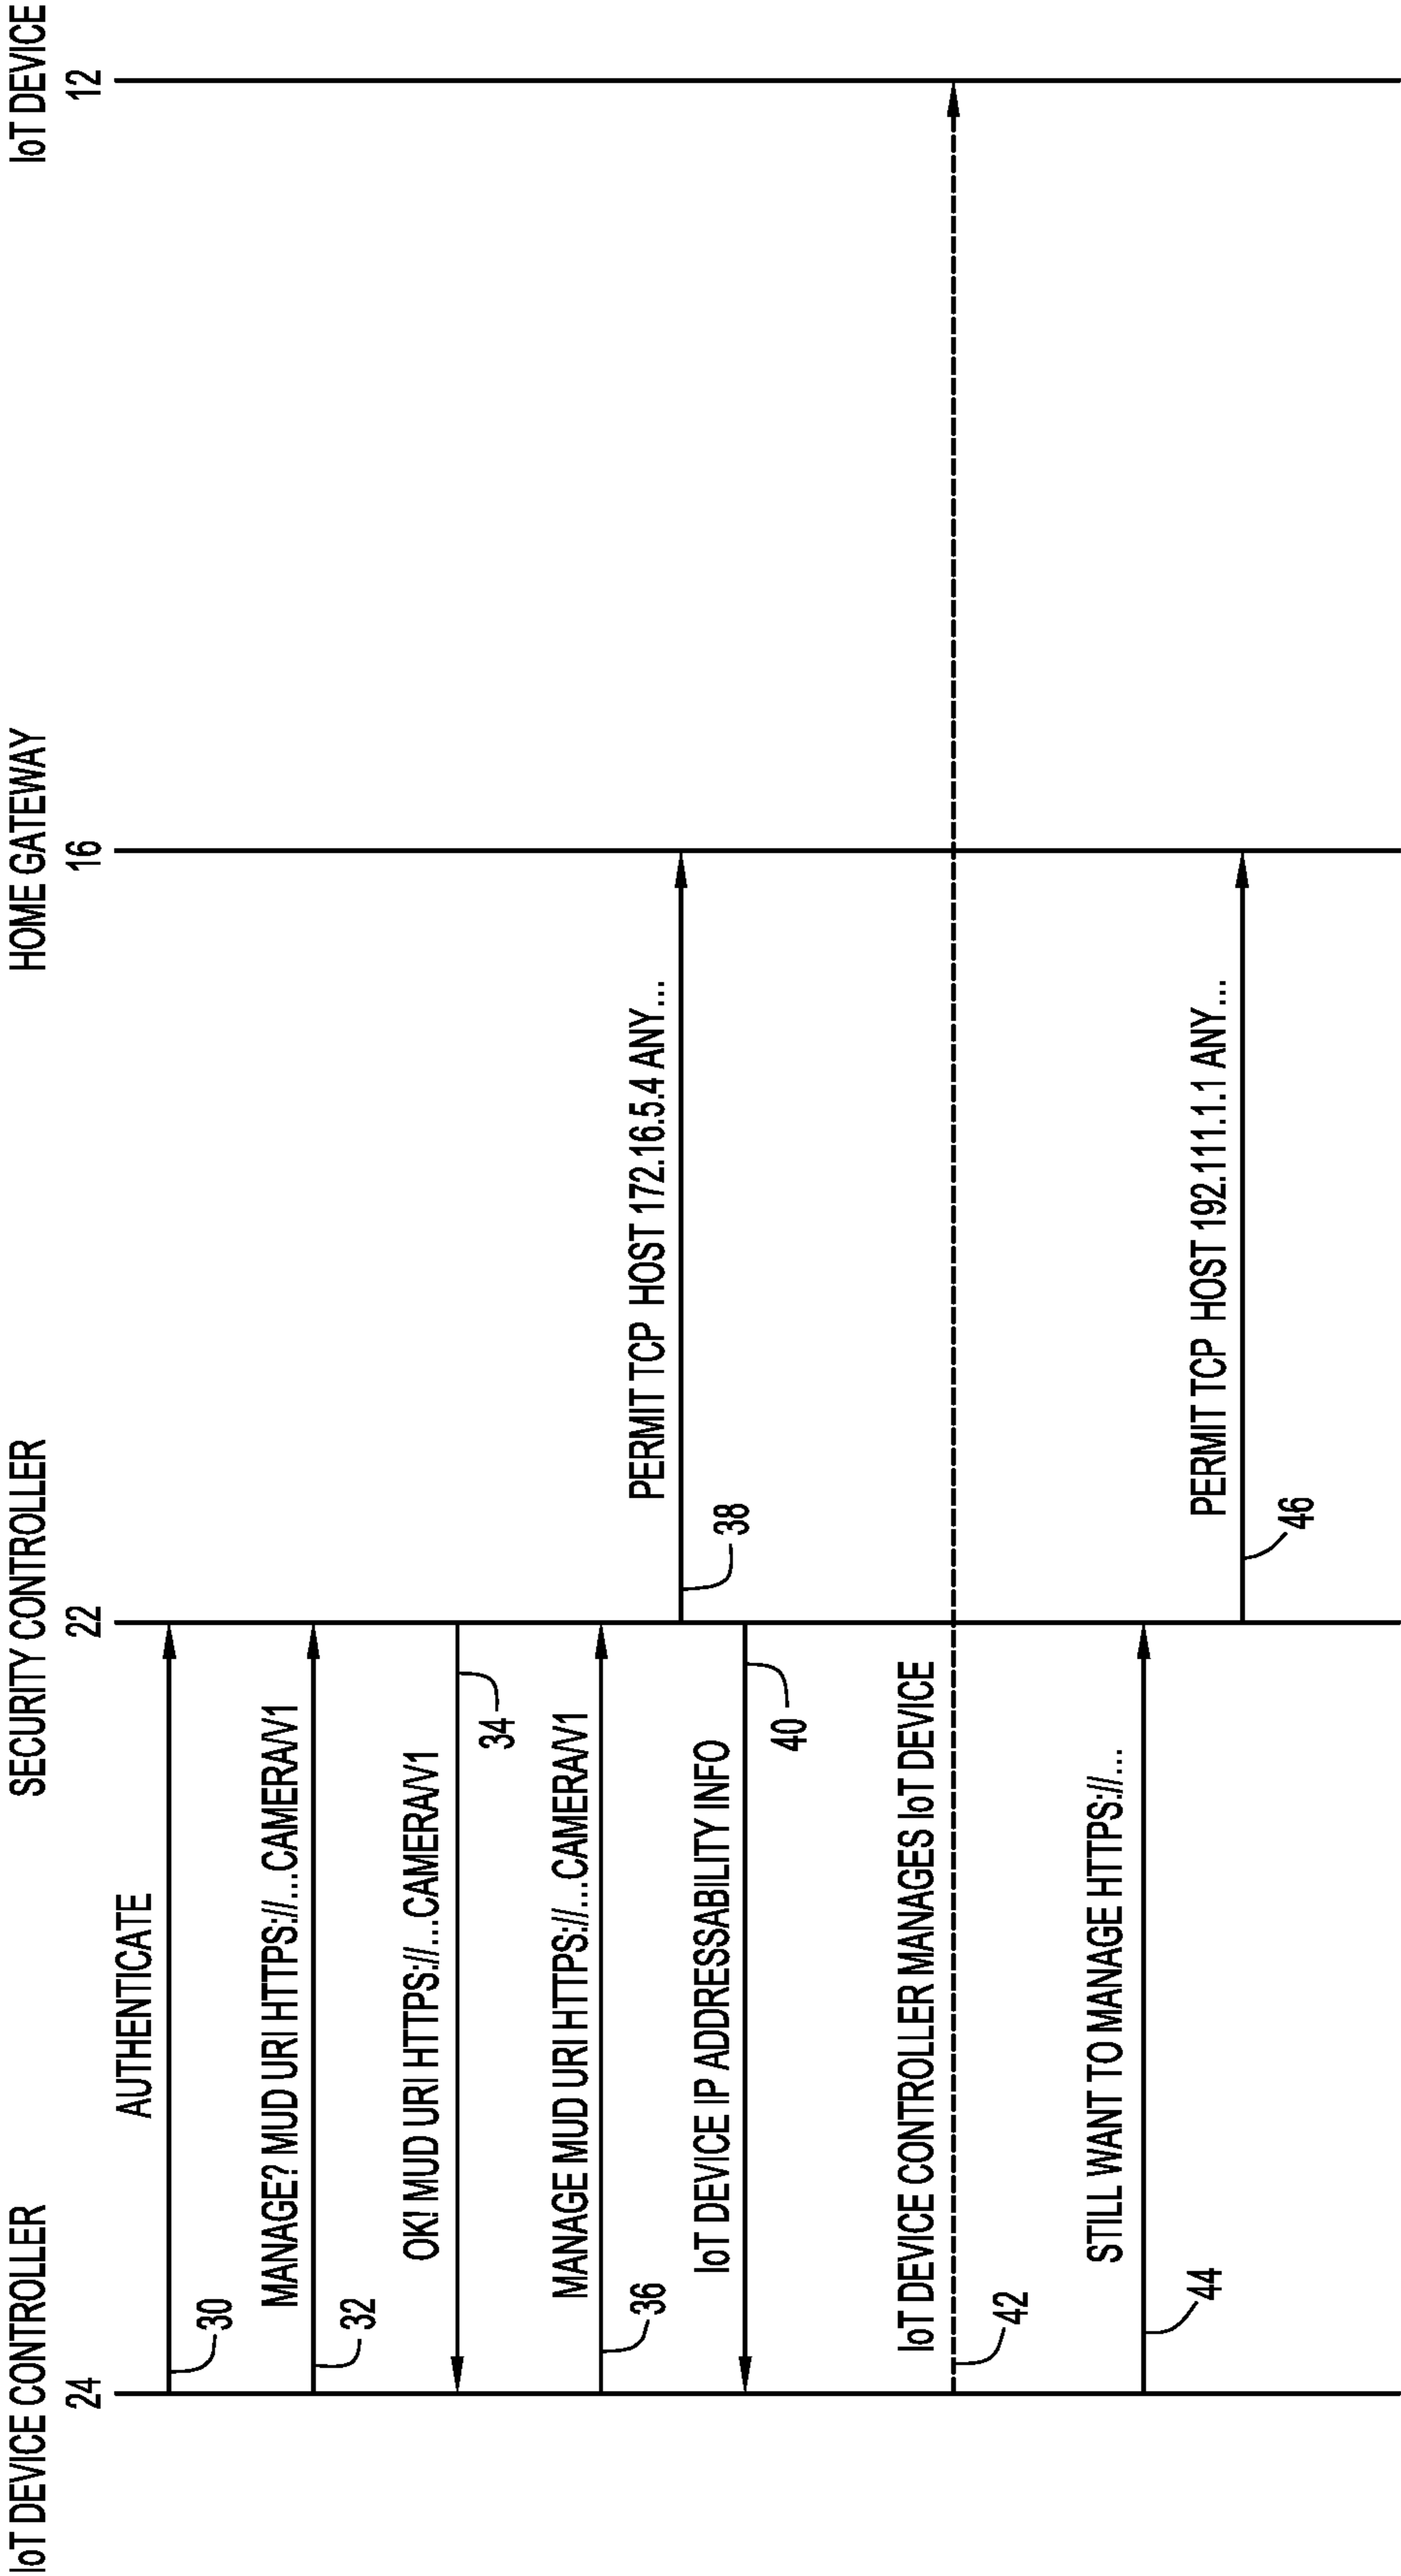 IoT DEVICE CONTROLLER
24
SECURITY CONTROLLER
22
HOME GATEWAY
16
IoT DEVICE
12
AUTHENTICATE
30
MANAGE? MUD URI HTTPS://...CAMERA/V1
32
OK! MUD URI HTTPS://...CAMERA/V1
34
MANAGE MUD URI HTTPS://...CAMERA/V1
36
PERMIT TCP HOST 172.16.5.4 ANY...
38
IoT DEVICE IP ADDRESSABILITY INFO
40
IoT DEVICE CONTROLLER MANAGES IoT DEVICE
42
STILL WANT TO MANAGE HTTPS://...
44
PERMIT TCP HOST 192.111.1.1 ANY...
46